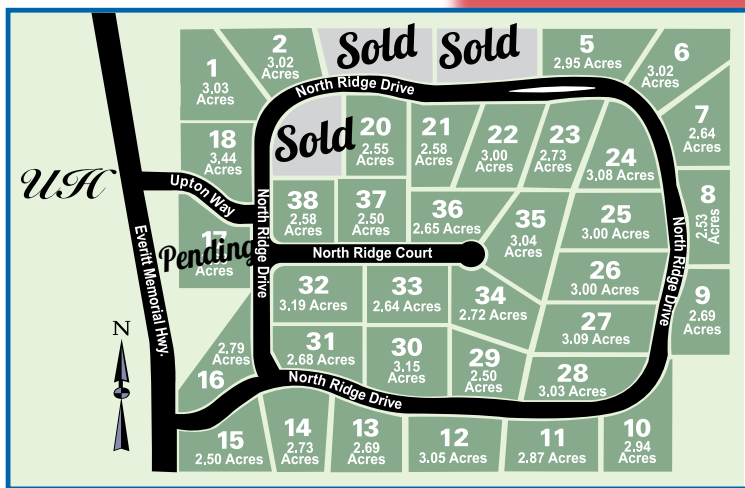 Sold
Sold
1
3.03
Acres
2
3.02
Acres
5
2.95 Acres
6
3.02
Acres
North Ridge Drive
7
2.64
Acres
18
3.44
Acres
Sold
20
2.55
Acres
21
2.58
Acres
22
3.00
Acres
23
2.73
Acres
24
3.08 Acres
8
2.53
Acres
UH
Upton Way
North Ridge Drive
38
2.58
Acres
37
2.50
Acres
36
2.65 Acres
35
3.04
Acres
25
3.00 Acres
North Ridge Drive
17
Pending
Acres
North Ridge Court
Everitt Memorial Hwy.
26
3.00 Acres
32
3.19 Acres
33
2.64 Acres
34
2.72 Acres
9
2.69
Acres
27
3.09 Acres
N
2.79
Acres
16
31
2.68 Acres
30
3.15
Acres
29
2.50
Acres
28
3.03 Acres
North Ridge Drive
15
2.50 Acres
14
2.73
Acres
13
2.69
Acres
12
3.05 Acres
11
2.87 Acres
10
2.94
Acres